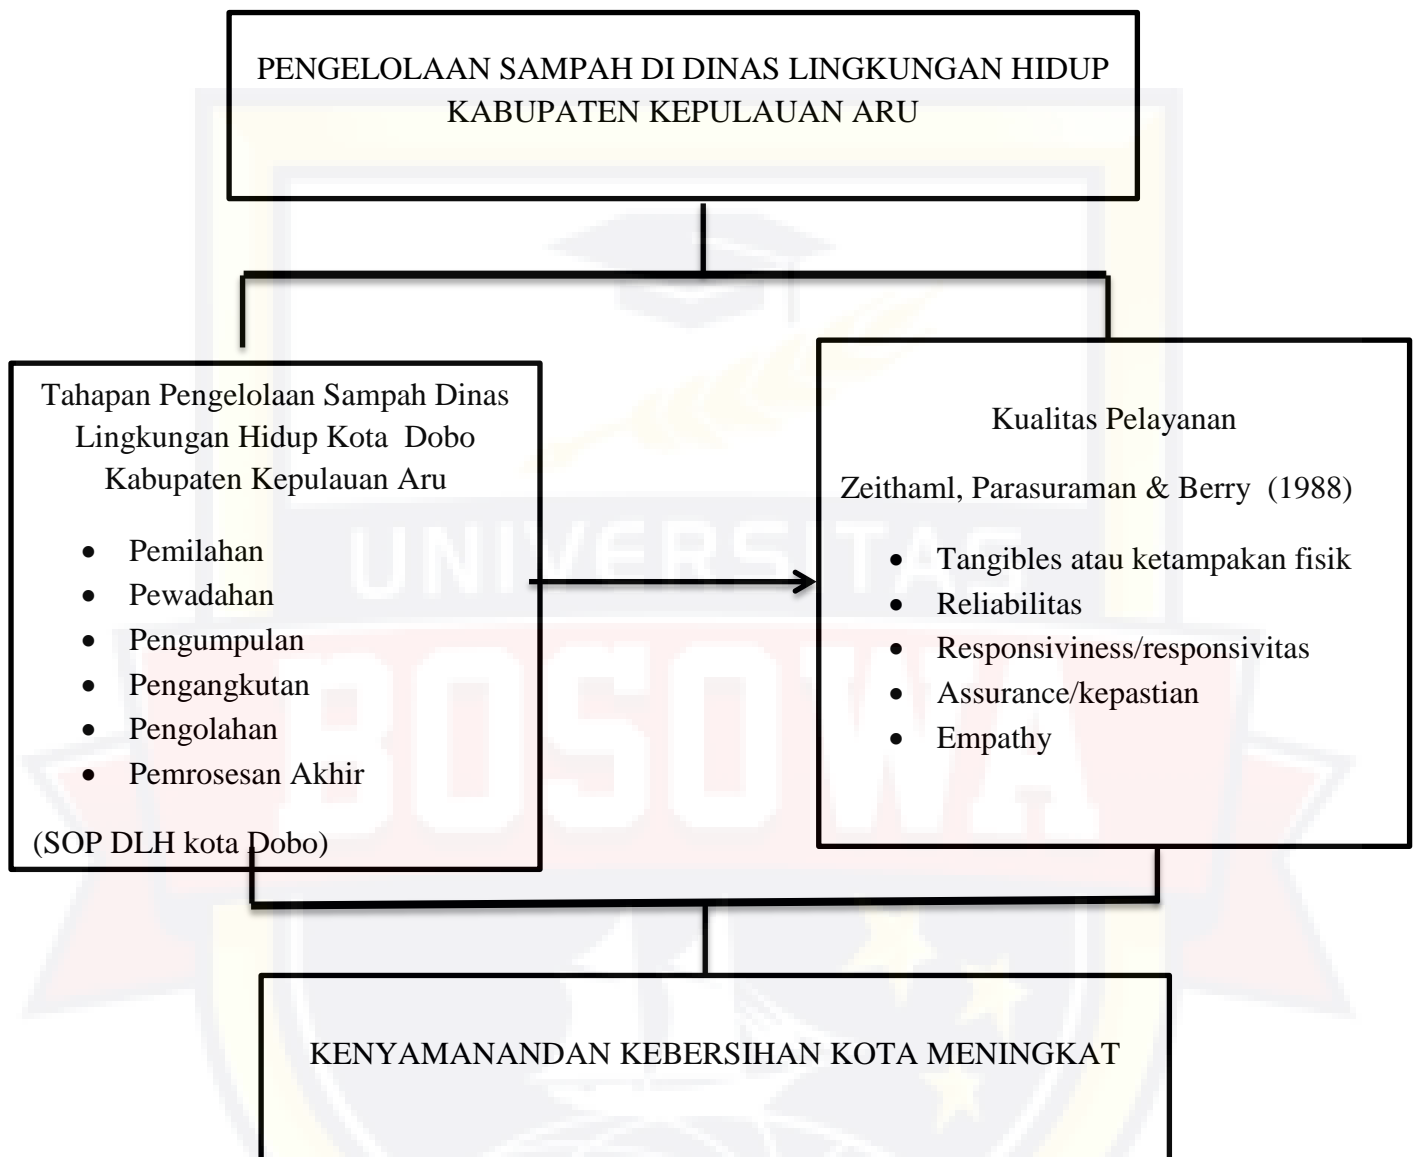 PENGELOLAAN SAMPAH DI DINAS LINGKUNGAN HIDUP
KABUPATEN KEPULAUAN ARU
Tahapan Pengelolaan Sampah Dinas
Lingkungan Hidup Kota Dobo
Kabupaten Kepulauan Aru
• Pemilahan
• Pewadahan
• Pengumpulan
• Pengangkutan
• Pengolahan
• Pemrosesan Akhir
(SOP DLH kota Dobo)
Kualitas Pelayanan
Zeithaml, Parasuraman & Berry (1988)
• Tangibles atau ketampakan fisik
• Reliabilitas
• Responsiviness/responsivitas
• Assurance/kepastian
• Empathy
KENYAMANANDAN KEBERSIHAN KOTA MENINGKAT
UNIVERSITAS
BOSOWA